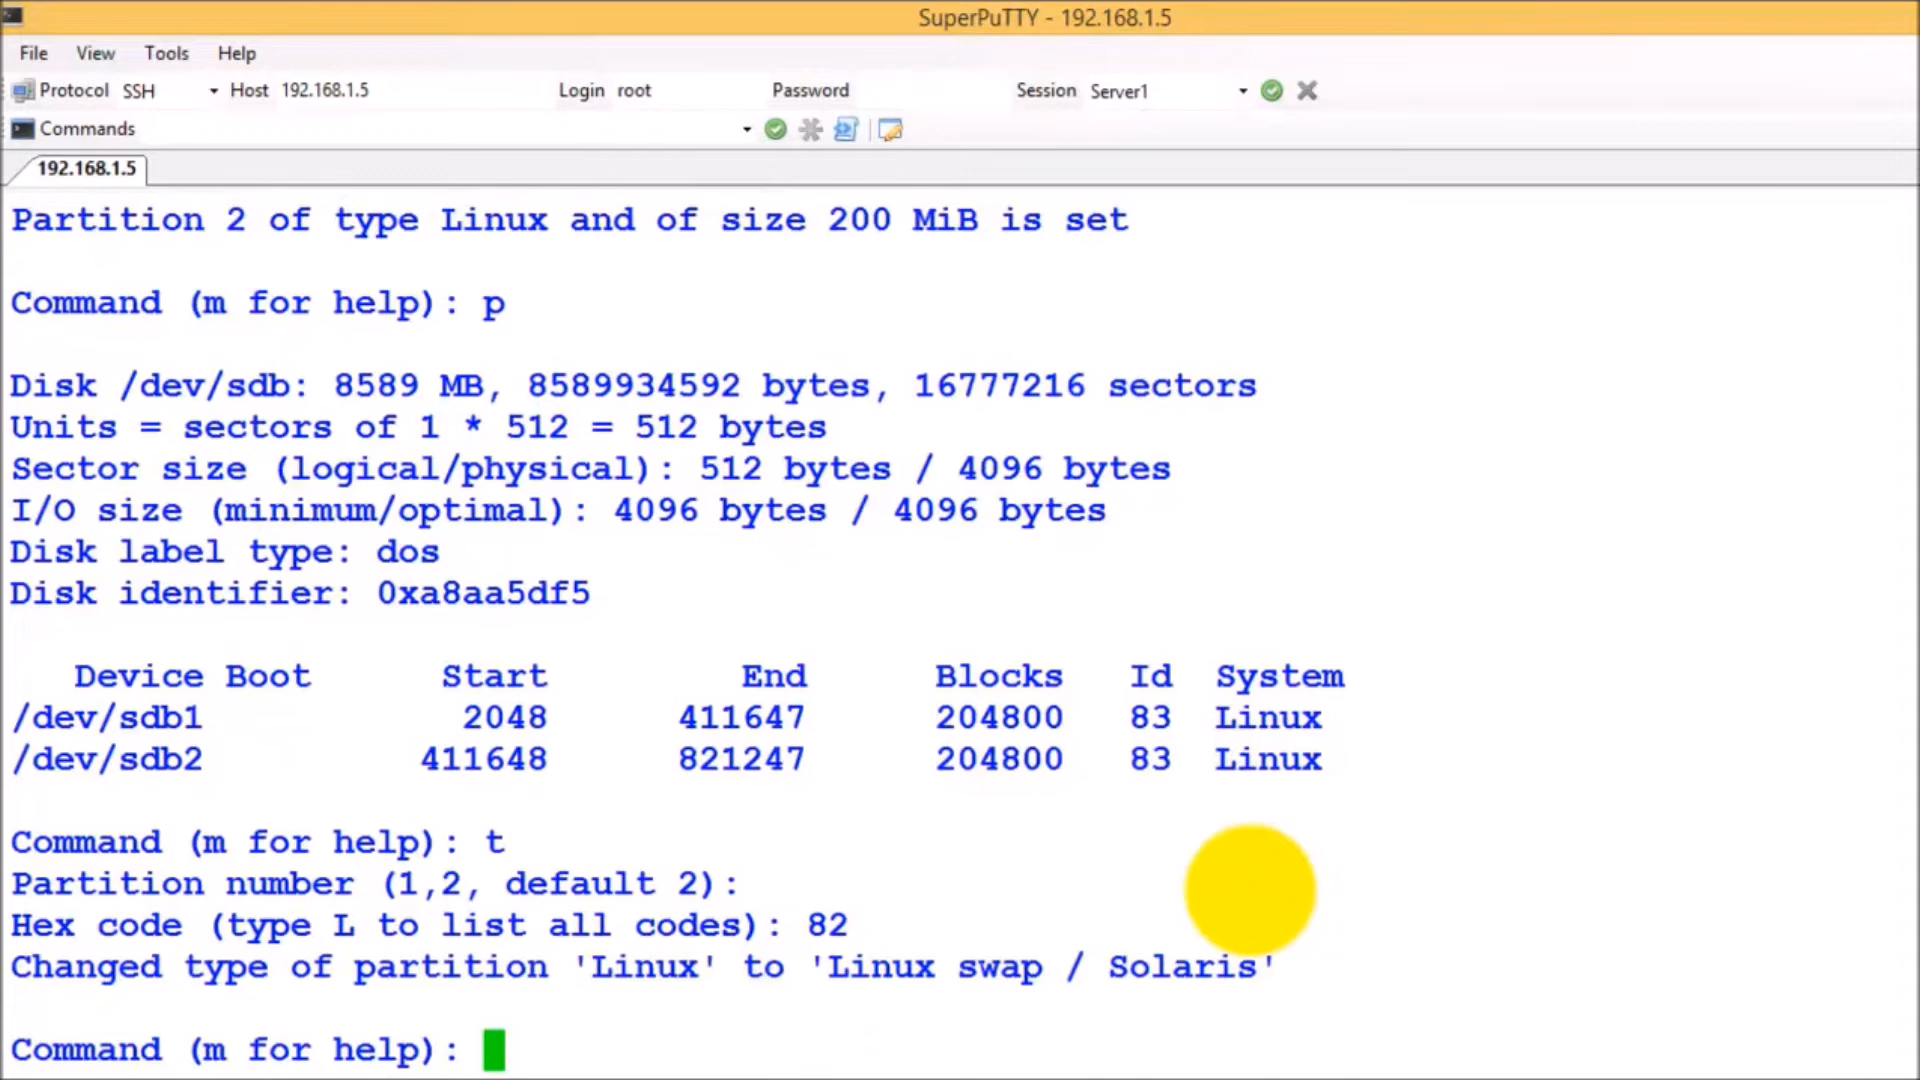 SuperPuTTY - 192.168.1.5
File View Tools Help
Protocol SSH Host 192.168.1.5 Login root Password Session Server1
Commands
192.168.1.5
Partition 2 of type Linux and of size 200 MiB is set
Command (m for help): p
Disk /dev/sdb: 8589 MB, 8589934592 bytes, 16777216 sectors
Units = sectors of 1 * 512 = 512 bytes
Sector size (logical/physical): 512 bytes / 4096 bytes
I/O size (minimum/optimal): 4096 bytes / 4096 bytes
Disk label type: dos
Disk identifier: 0xa8aa5df5
Device Boot Start End Blocks Id System
/dev/sdb1 2048 411647 204800 83 Linux
/dev/sdb2 411648 821247 204800 83 Linux
Command (m for help): t
Partition number (1,2, default 2):
Hex code (type L to list all codes): 82
Changed type of partition 'Linux' to 'Linux swap / Solaris'
Command (m for help):